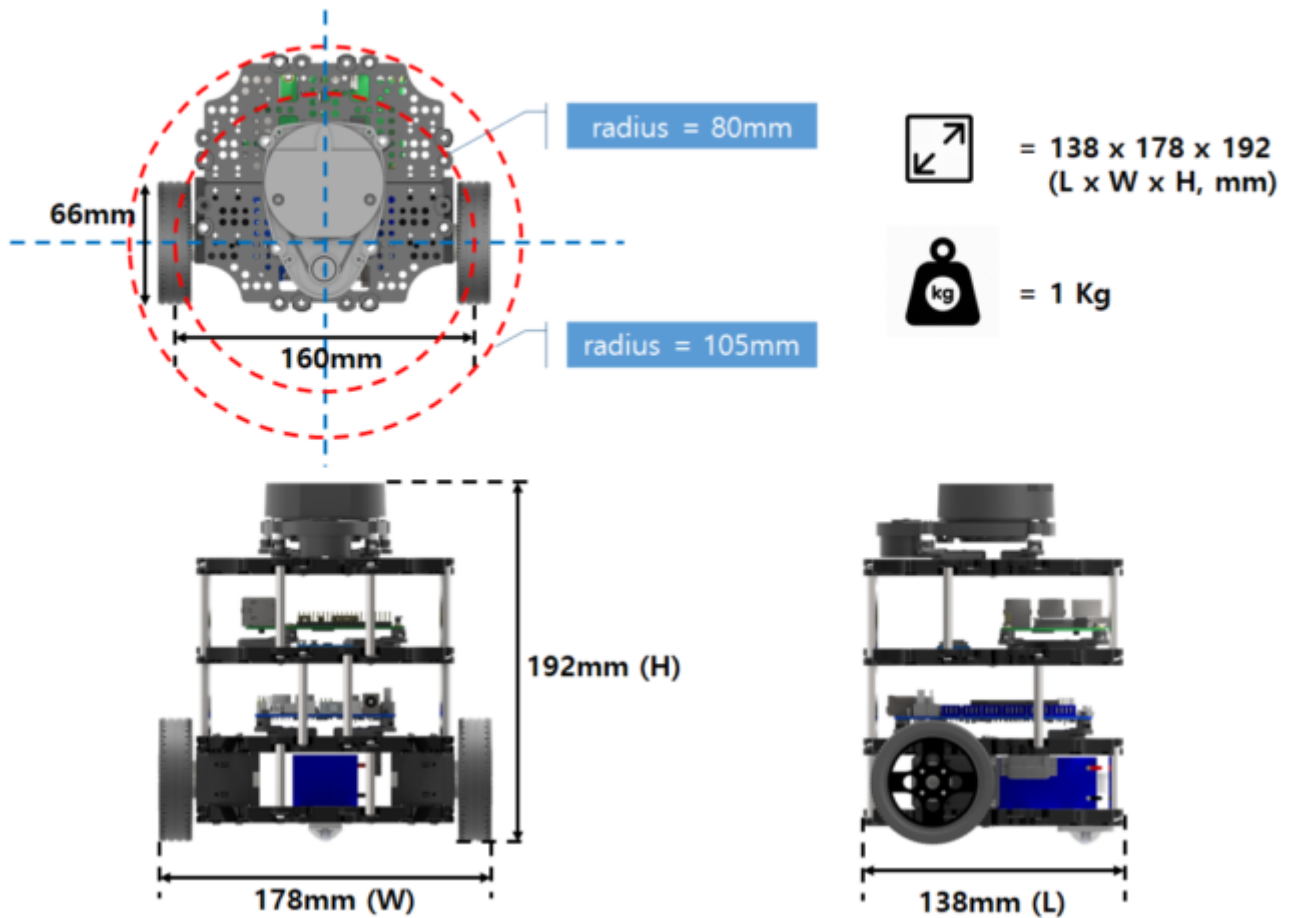 radius = 80mm
66mm
160mm
radius = 105mm
= 138 x 178 x 192
(L x W x H, mm)
kg
= 1 Kg
192mm (H)
178mm (W)
138mm (L)